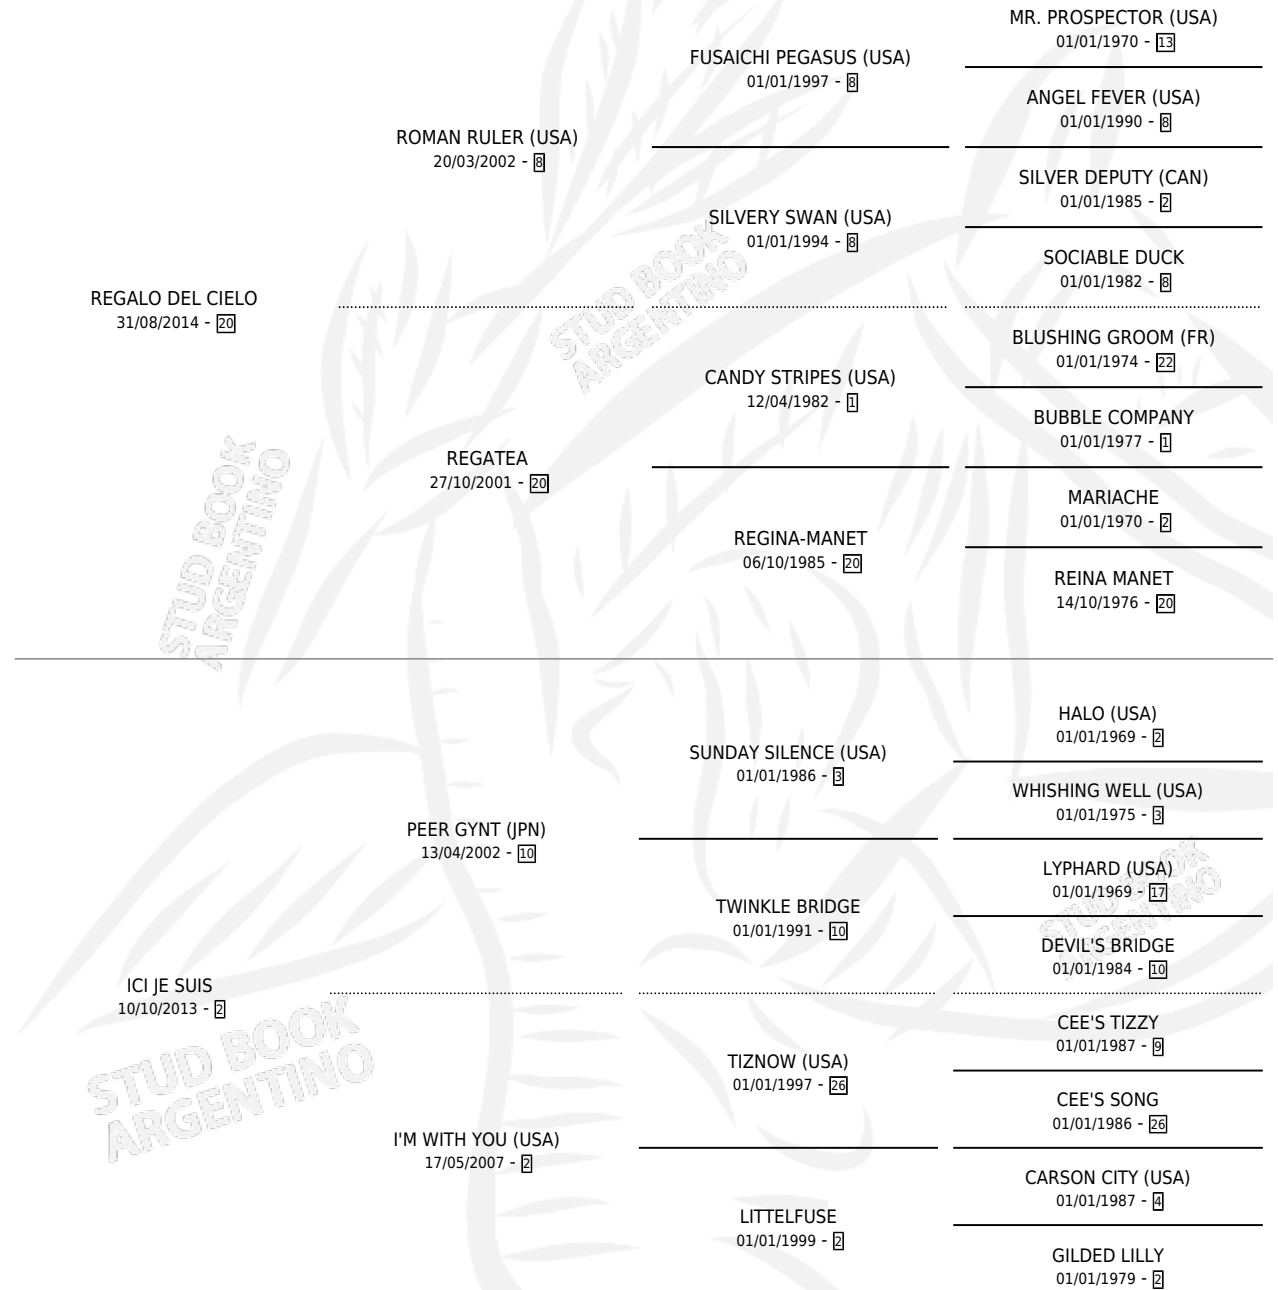 MR. PROSPECTOR (USA)
01/01/1970 - 13
FUSAICHI PEGASUS (USA)
01/01/1997 - 8
ANGEL FEVER (USA)
01/01/1990 - 8
ROMAN RULER (USA)
20/03/2002 - 8
SILVER DEPUTY (CAN)
01/01/1985 - 2
SILVERY SWAN (USA)
01/01/1994 - 8
SOCIABLE DUCK
01/01/1982 - 8
REGALO DEL CIELO
31/08/2014 - 20
BLUSHING GROOM (FR)
01/01/1974 - 22
CANDY STRIPES (USA)
12/04/1982 - 1
BUBBLE COMPANY
01/01/1977 - 1
REGATEA
27/10/2001 - 20
MARIACHE
01/01/1970 - 2
REGINA-MANET
06/10/1985 - 20
REINA MANET
14/10/1976 - 20
HALO (USA)
01/01/1969 - 2
SUNDAY SILENCE (USA)
01/01/1986 - 3
WHISHING WELL (USA)
01/01/1975 - 3
PEER GYNT (JPN)
13/04/2002 - 10
LYPHARD (USA)
01/01/1969 - 17
TWINKLE BRIDGE
01/01/1991 - 10
DEVIL'S BRIDGE
01/01/1984 - 10
ICI JE SUIS
10/10/2013 - 2
CEE'S TIZZY
01/01/1987 - 9
TIZNOW (USA)
01/01/1997 - 26
CEE'S SONG
01/01/1986 - 26
I'M WITH YOU (USA)
17/05/2007 - 2
CARSON CITY (USA)
01/01/1987 - 4
LITTELFUSE
01/01/1999 - 2
GILDED LILLY
01/01/1979 - 2
STUD BOOK
ARGENTINO
STUD BOOK
ARGENTINO
STUD BOOK
ARGENTINO
STUD BOOK
ARGENTINO